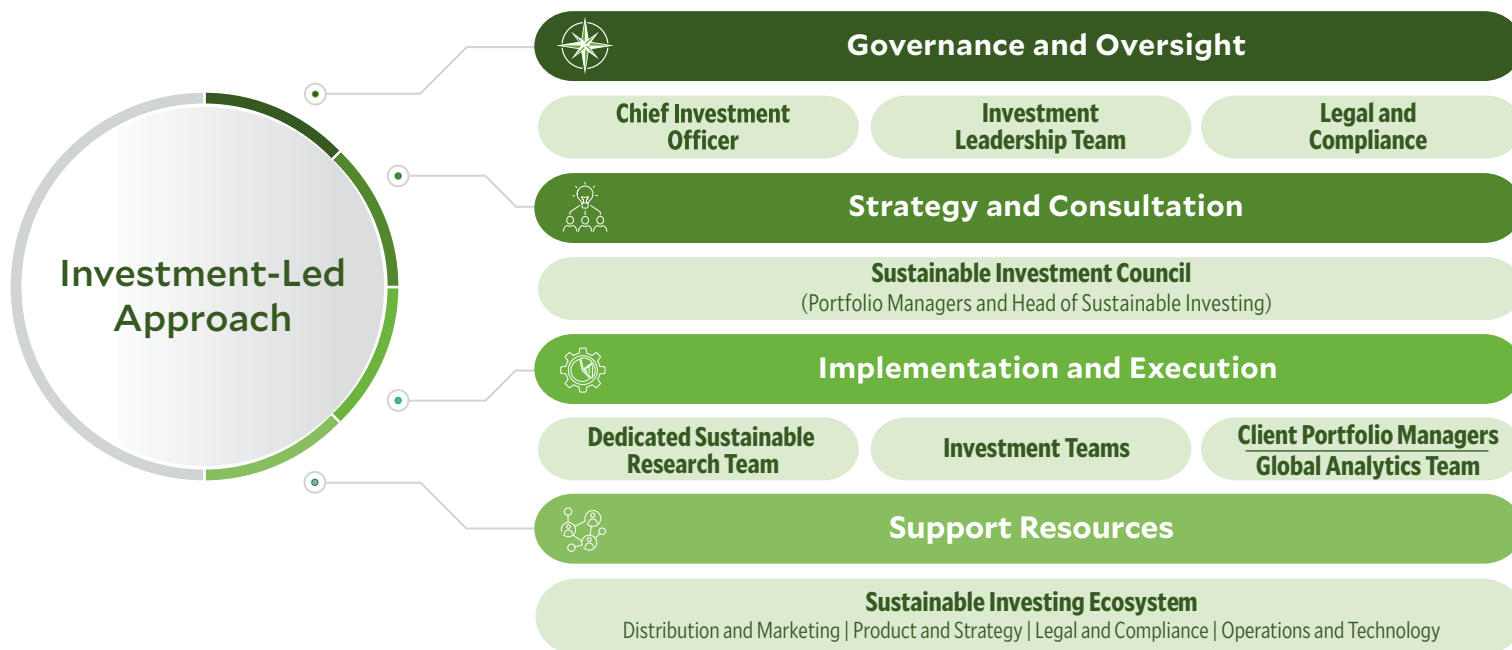 Investment-Led
Approach
Governance and Oversight
Chief Investment
Officer
Investment
Leadership Team
Legal and
Compliance
Strategy and Consultation
Sustainable Investment Council
(Portfolio Managers and Head of Sustainable Investing)
Implementation and Execution
Dedicated Sustainable
Research Team
Investment Teams
Client Portfolio Managers
Global Analytics Team
Support Resources
Sustainable Investing Ecosystem
Distribution and Marketing | Product and Strategy | Legal and Compliance | Operations and Technology